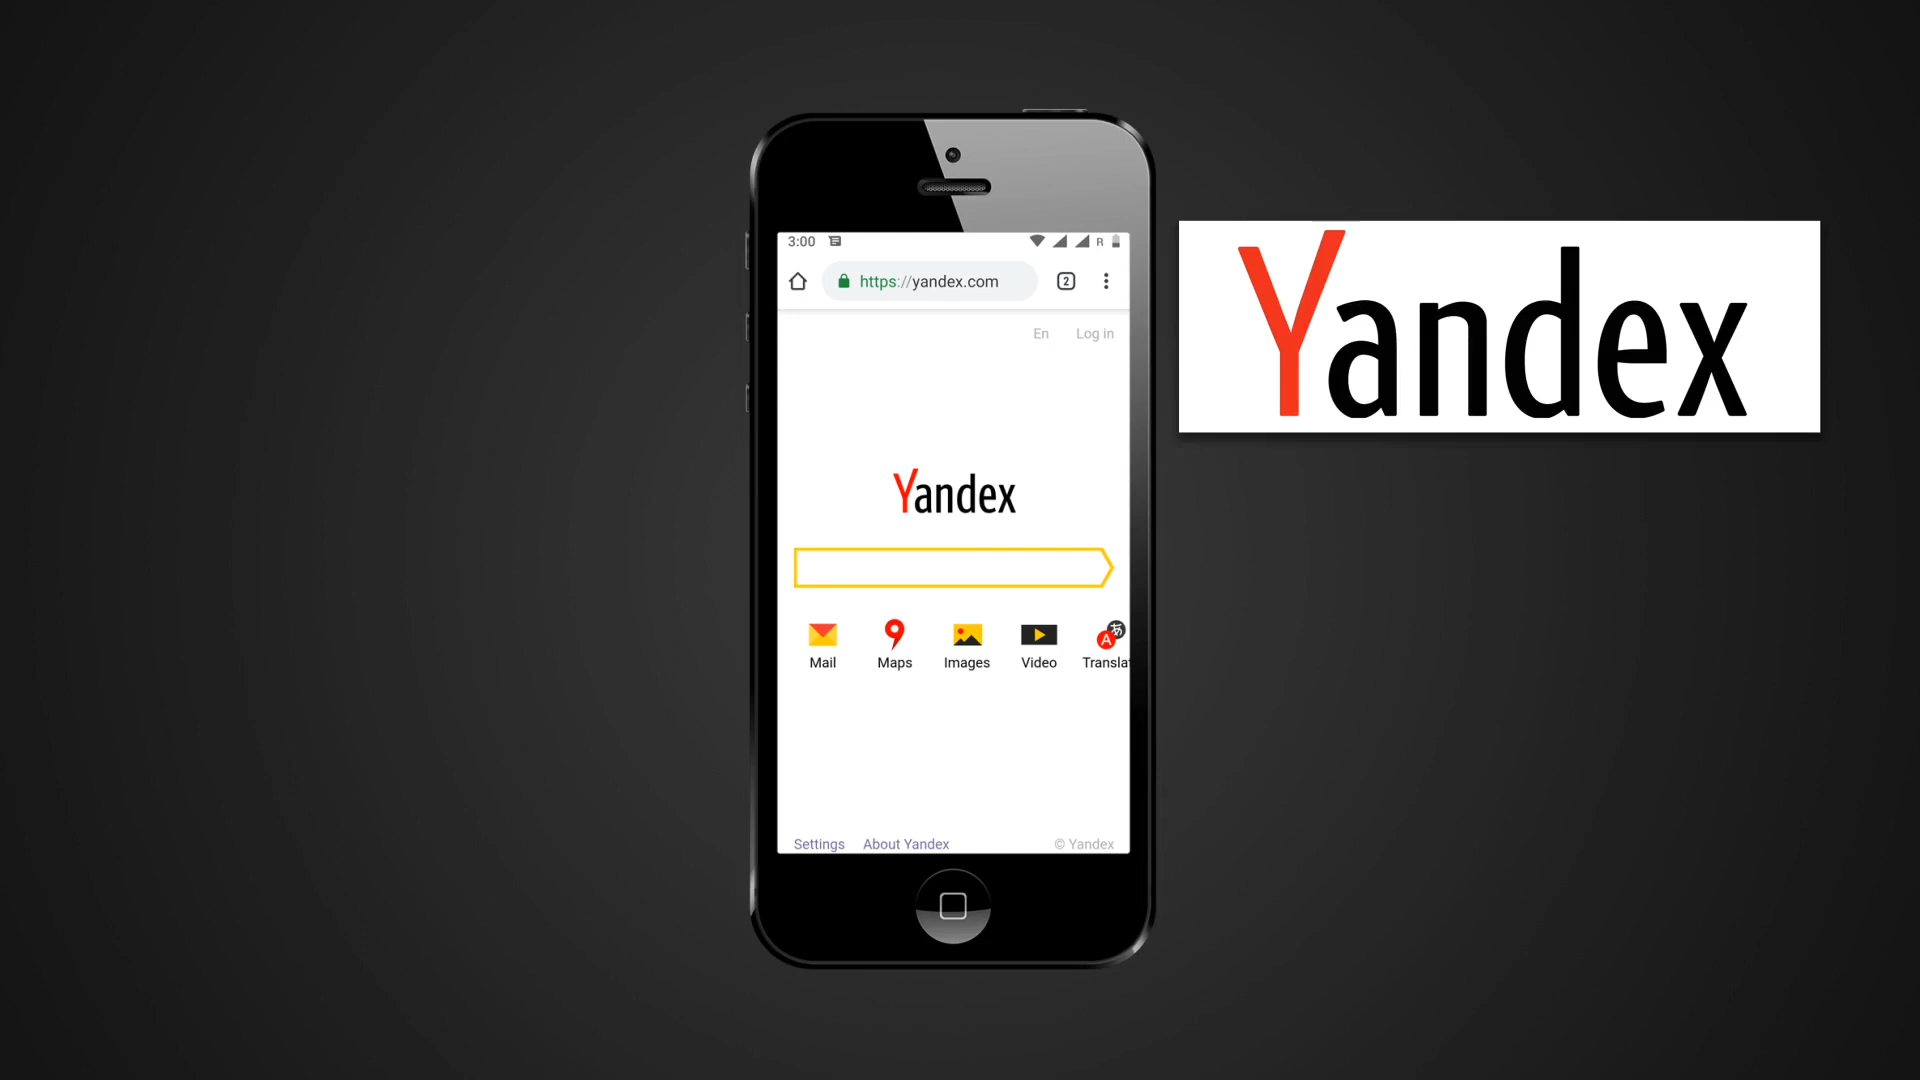 3:00 R
https://yandex.com 2
En Log in
Yandex
Mail Maps Images Video Transla
Settings About Yandex © Yandex
Yandex